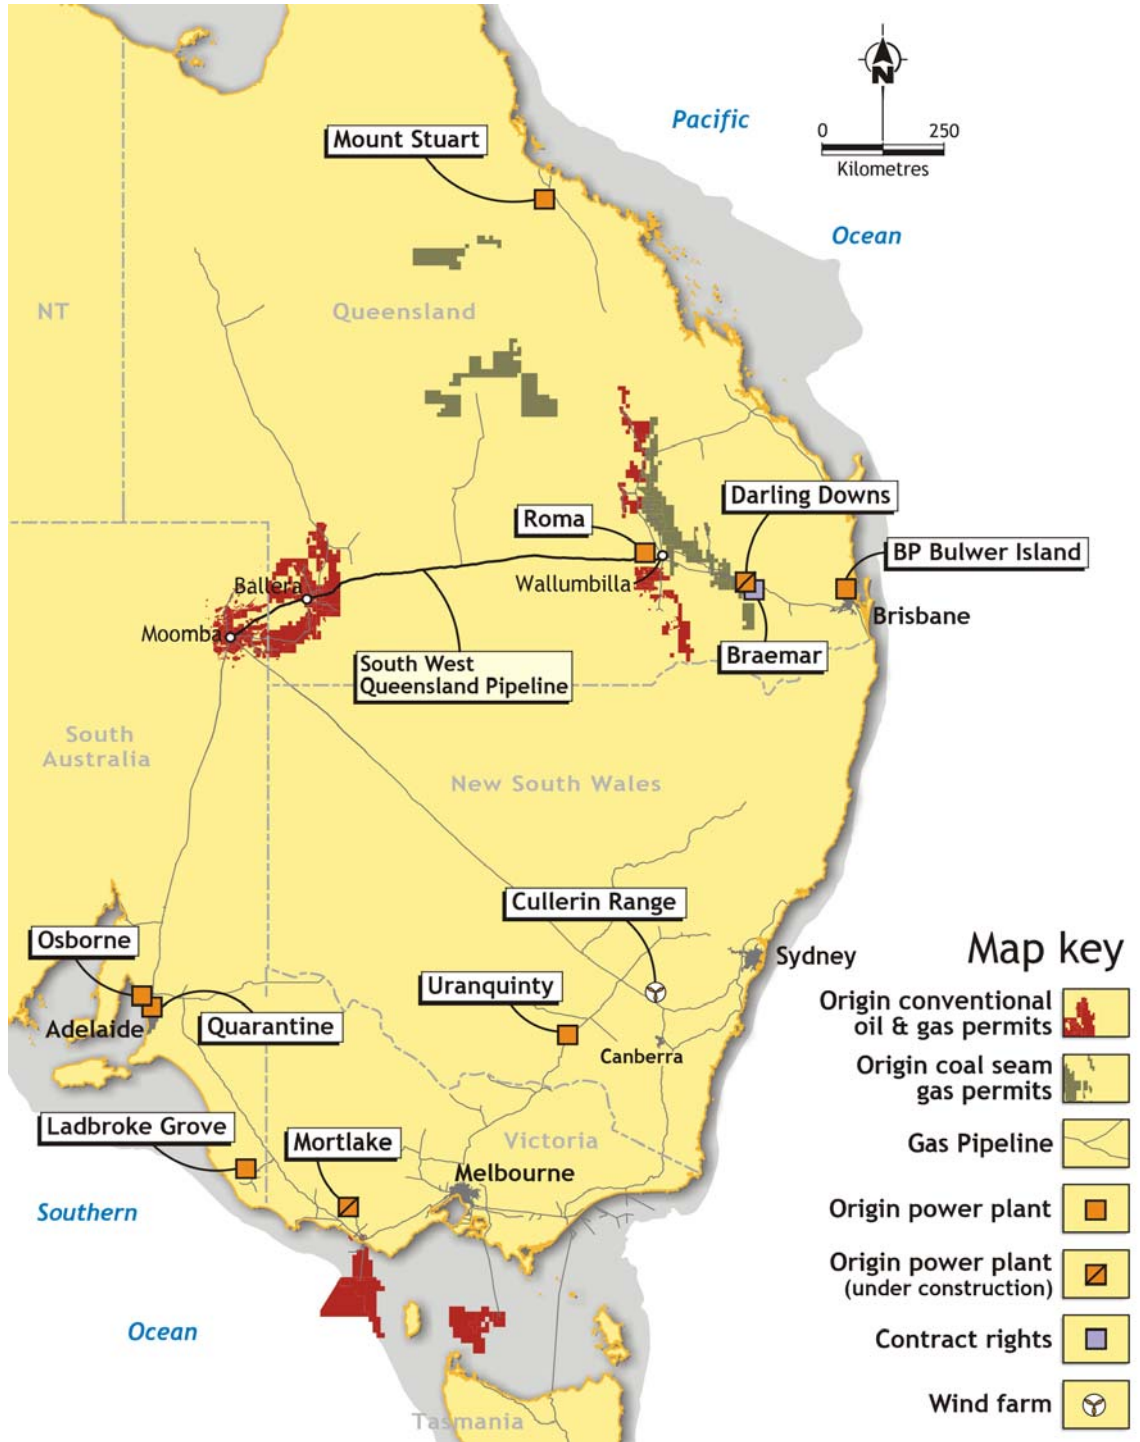 N
Pacific
0 250
Kilometres
Mount Stuart
Ocean
NT
Queensland
Darling Downs
Roma
BP Bulwer Island
Ballera
Wallumbilla
Brisbane
Moomba
Braemar
South West
Queensland Pipeline
South
Australia
New South Wales
Cullerin Range
Osborne
Sydney
Map key
Uranquinty
Origin conventional
oil & gas permits
Adelaide
Quarantine
Canberra
Origin coal seam
gas permits
Ladbroke Grove
Mortlake
Victoria
Gas Pipeline
Melbourne
Southern
Origin power plant
Origin power plant
(under construction)
Ocean
Contract rights
Wind farm
Tasmania